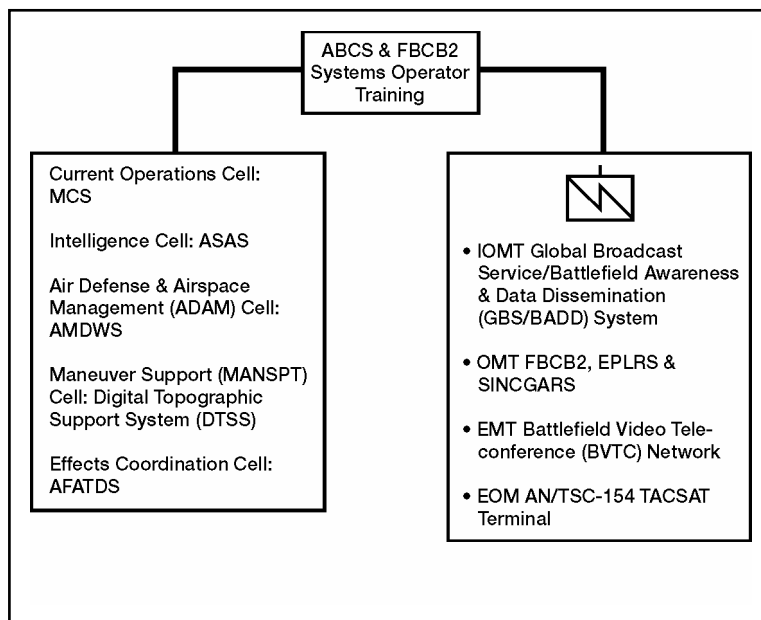 ABCS & FBCB2
Systems Operator
Training
Current Operations Cell:
MCS
Intelligence Cell: ASAS
Air Defense & Airspace
Management (ADAM) Cell:
AMDWS
Maneuver Support (MANSPT)
Cell: Digital Topographic
Support System (DTSS)
Effects Coordination Cell:
AFATDS
• IOMT Global Broadcast
Service/Battlefield Awareness
& Data Dissemination
(GBS/BADD) System
• OMT FBCB2, EPLRS &
SINCGARS
• EMT Battlefield Video Tele-
conference (BVTC) Network
• EOM AN/TSC-154 TACSAT
Terminal